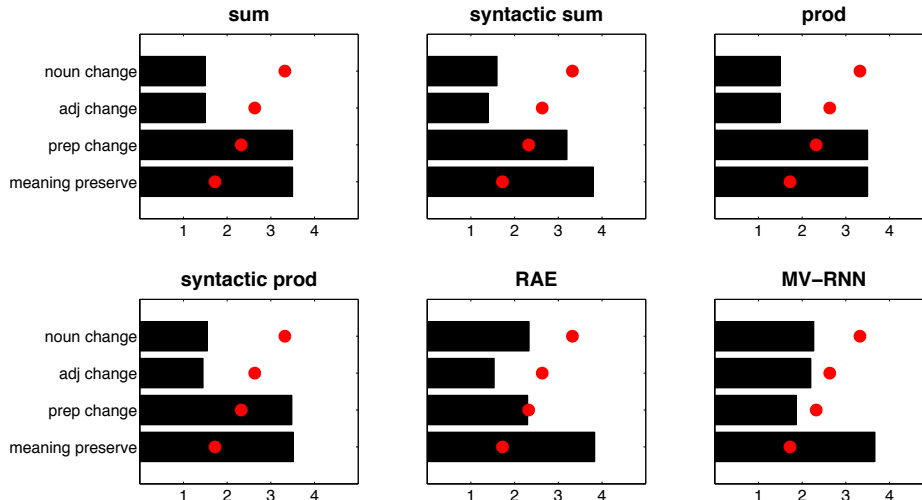 sum
syntactic sum
prod
noun change
adj change
prep change
meaning preserve
1 2 3 4
1 2 3 4
1 2 3 4
syntactic prod
RAE
MV−RNN
noun change
adj change
prep change
meaning preserve
1 2 3 4
1 2 3 4
1 2 3 4